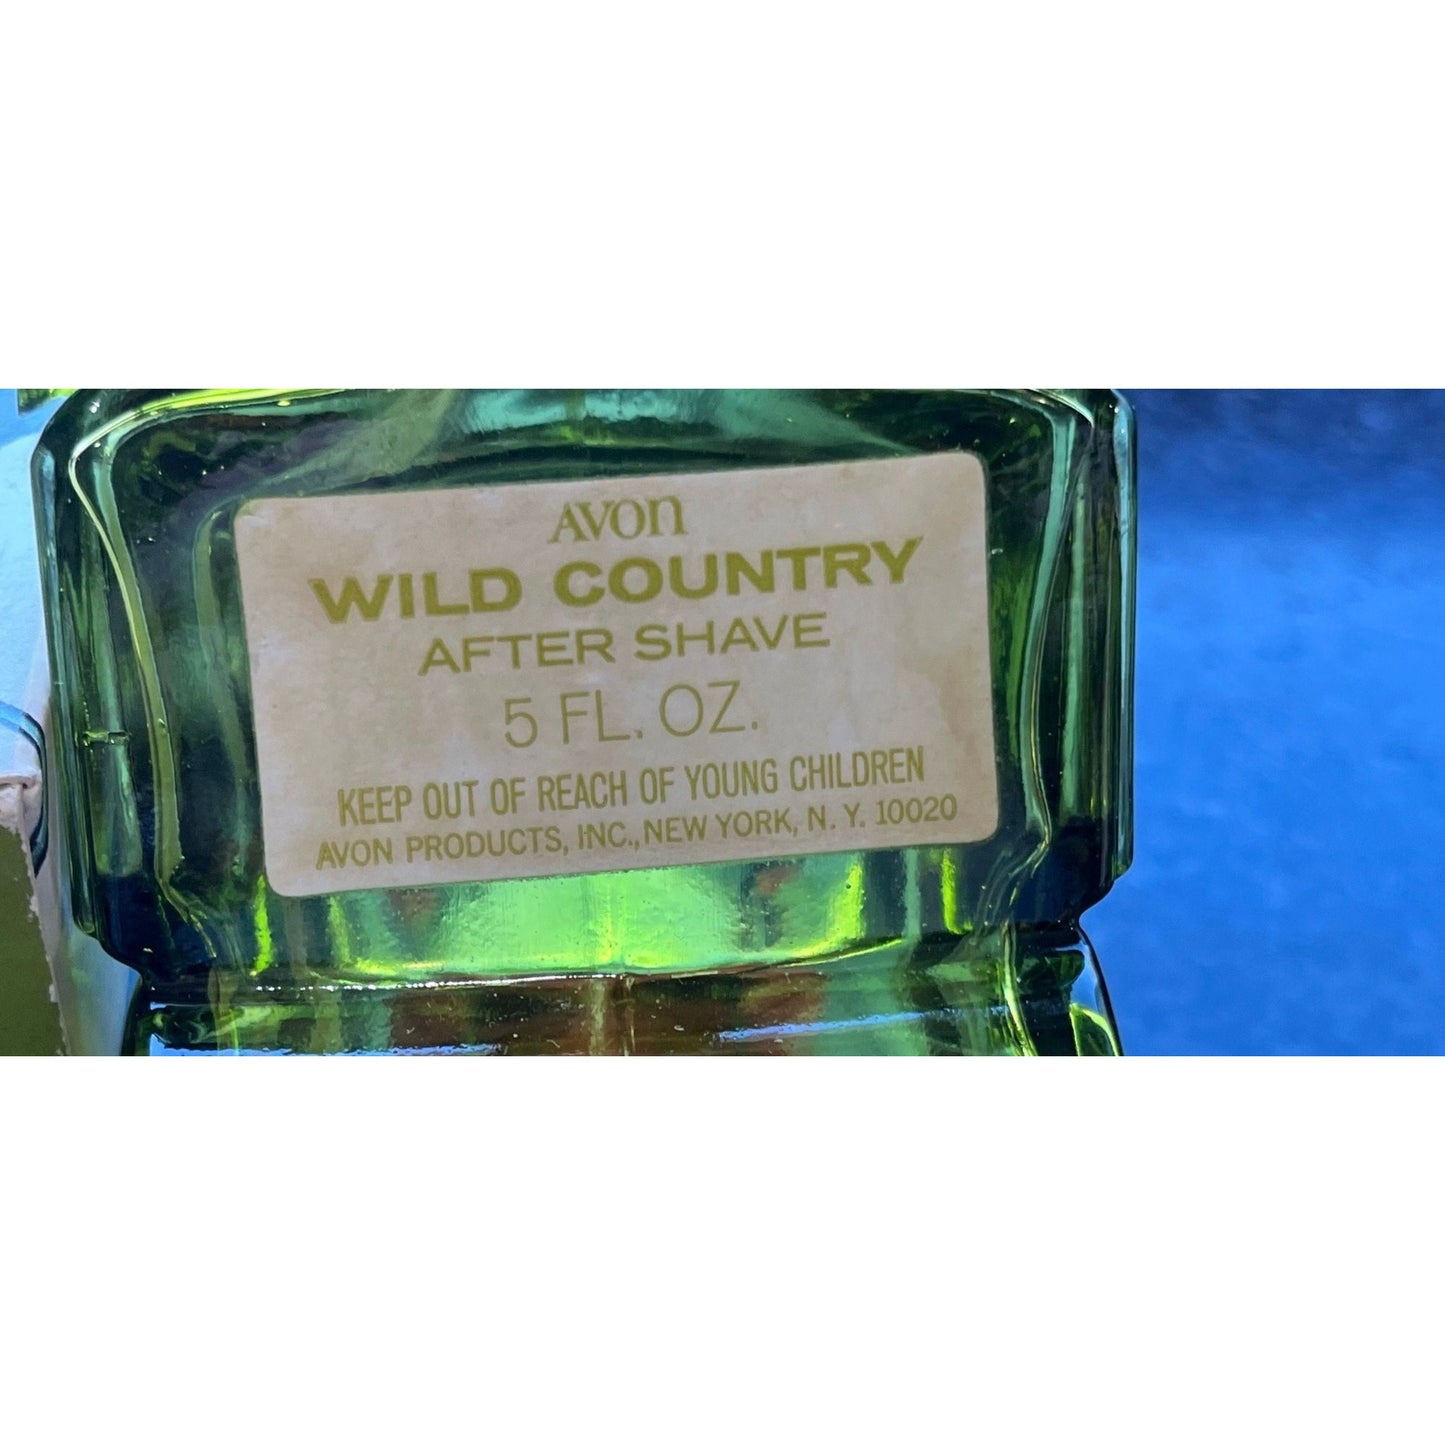 AVON
WILD COUNTRY
AFTER SHAVE
5 FL. OZ.
KEEP OUT OF REACH OF YOUNG CHILDREN
AVON PRODUCTS, INC., NEW YORK, N. Y. 10020